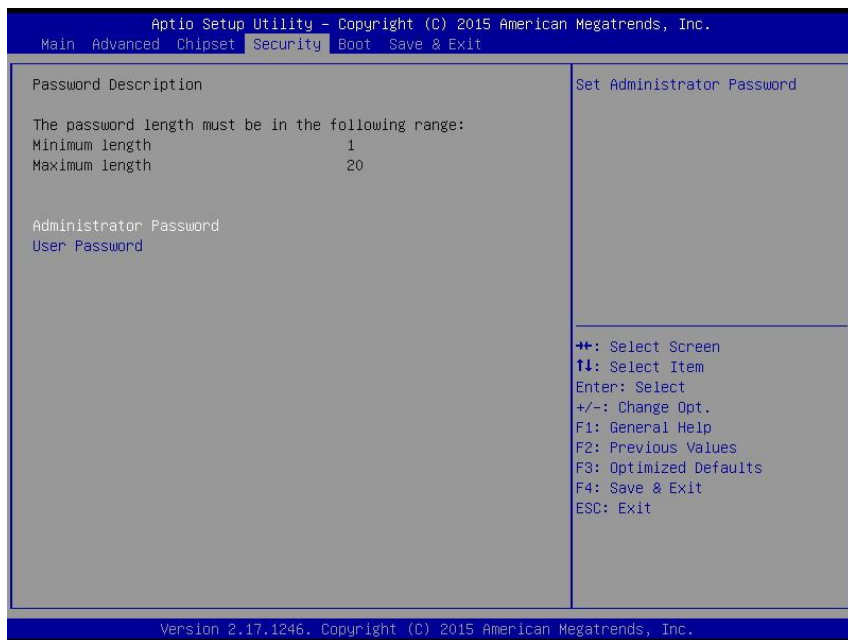 Aptio Setup Utility – Copyright (C) 2015 American Megatrends, Inc.
Main Advanced Chipset Security Boot Save & Exit
Password Description
The password length must be in the following range:
Minimum length 1
Maximum length 20
Administrator Password
User Password
Set Administrator Password
→←: Select Screen
↑↓: Select Item
Enter: Select
+/-: Change Opt.
F1: General Help
F2: Previous Values
F3: Optimized Defaults
F4: Save & Exit
ESC: Exit
Version 2.17.1246. Copyright (C) 2015 American Megatrends, Inc.